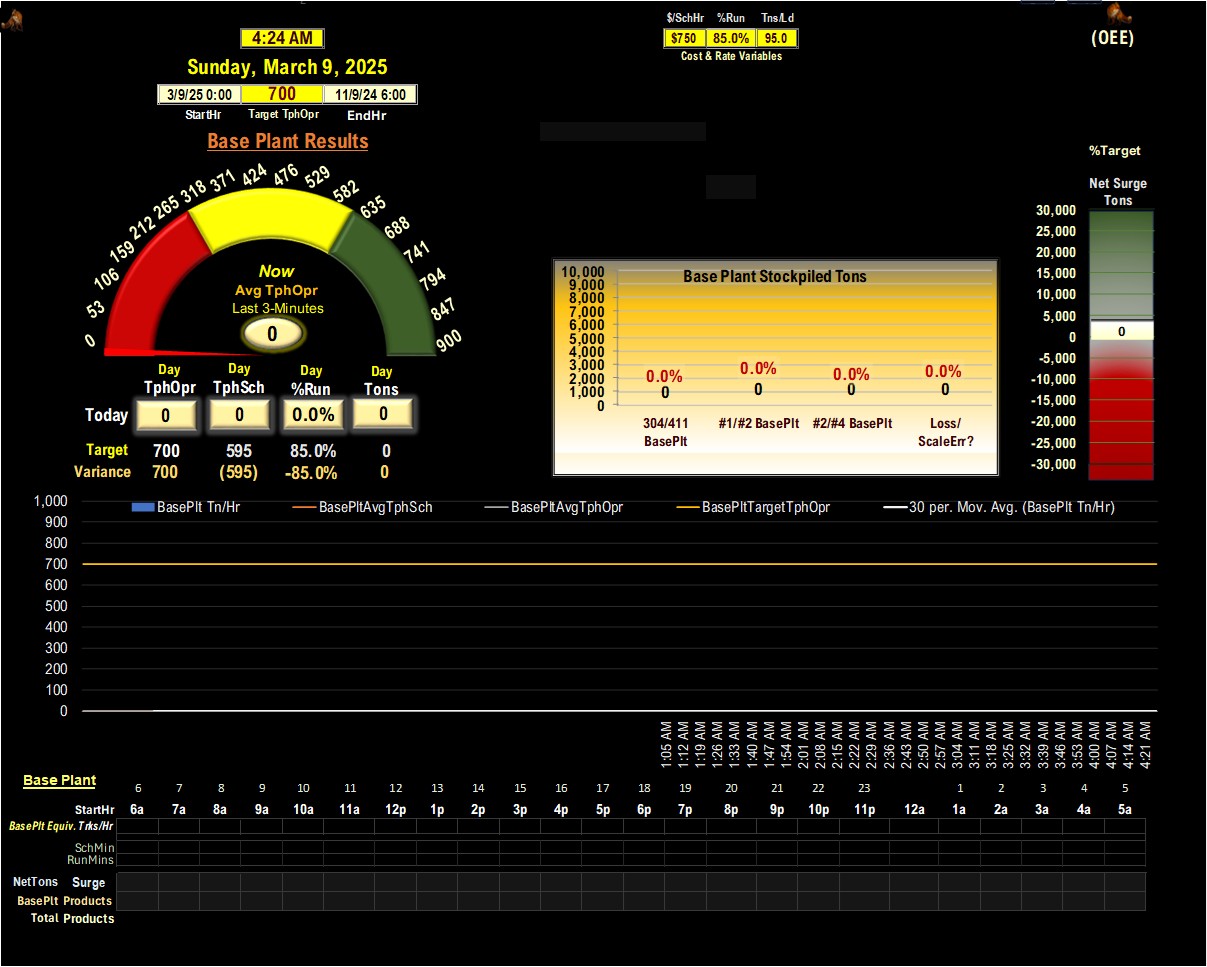 $/SchHr %Run Tns/Ld
4:24 AM
$750 85.0% 95.0
(OEE)
Cost & Rate Variables
Sunday, March 9, 2025
3/9/25 0:00 700 11/9/24 6:00
StartHr Target TphOpr EndHr
Base Plant Results
%Target
Net Surge
Tons
0 53 106 159 212 265 318 371 424 476 529 582 635 688 741 794 847 900
Now
Avg TphOpr
Last 3-Minutes
0
Day Day Day Day
TphOpr TphSch %Run Tons
Today 0 0 0.0% 0
Target 700 595 85.0% 0
Variance 700 (595) -85.0% 0
Base Plant Stockpiled Tons
10,000
9,000
8,000
7,000
6,000
5,000
4,000
3,000
2,000
1,000
0
0.0% 0.0% 0.0% 0.0%
0 0 0 0
304/411 #1/#2 BasePlt #2/#4 BasePlt Loss/
BasePlt ScaleErr?
30,000
25,000
20,000
15,000
10,000
5,000
0 0
-5,000
-10,000
-15,000
-20,000
-25,000
-30,000
BasePlt Tn/Hr BasePltAvgTphSch BasePltAvgTphOpr BasePltTargetTphOpr 30 per. Mov. Avg. (BasePlt Tn/Hr)
1,000
900
800
700
600
500
400
300
200
100
0
1:05 AM 1:12 AM 1:19 AM 1:26 AM 1:33 AM 1:40 AM 1:47 AM 1:54 AM 2:01 AM 2:08 AM 2:15 AM 2:22 AM 2:29 AM 2:36 AM 2:43 AM 2:50 AM 2:57 AM 3:04 AM 3:11 AM 3:18 AM 3:25 AM 3:32 AM 3:39 AM 3:46 AM 3:53 AM 4:00 AM 4:07 AM 4:14 AM 4:21 AM
Base Plant
6 7 8 9 10 11 12 13 14 15 16 17 18 19 20 21 22 23 1 2 3 4 5
StartHr 6a 7a 8a 9a 10a 11a 12p 1p 2p 3p 4p 5p 6p 7p 8p 9p 10p 11p 12a 1a 2a 3a 4a 5a
BasePlt Equiv. Trks/Hr
SchMin
RunMins
NetTons Surge
BasePlt Products
Total Products